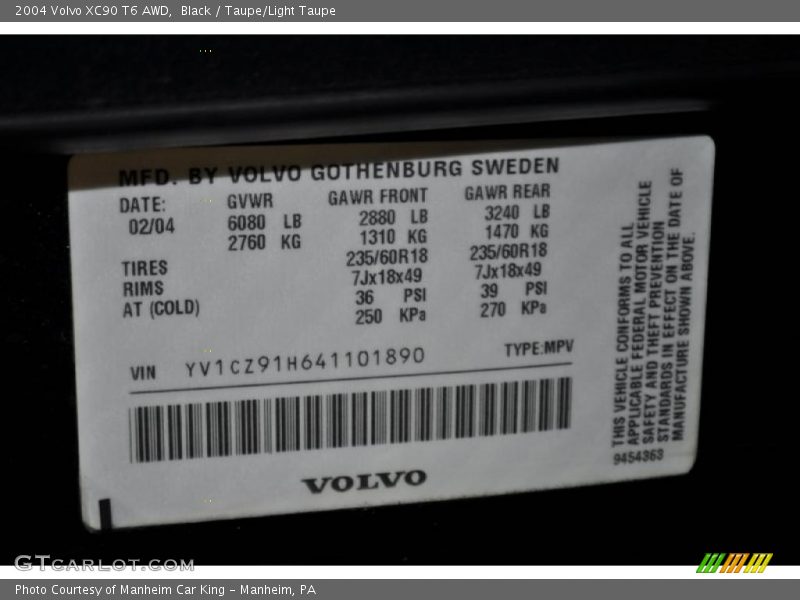 2004 Volvo XC90 T6 AWD,  Black / Taupe/Light Taupe
MFD. BY VOLVO GOTHENBURG SWEDEN
DATE: GVWR GAWR FRONT GAWR REAR
02/04 6080 LB 2880 LB 3240 LB
2760 KG 1310 KG 1470 KG
TIRES 235/60R18 235/60R18
RIMS 7Jx18x49 7Jx18x49
AT (COLD) 36 PSI 39 PSI
250 KPa 270 KPa
VIN YV1CZ91H641101890 TYPE:MPV
VOLVO
THIS VEHICLE CONFORMS TO ALL
APPLICABLE FEDERAL MOTOR VEHICLE
SAFETY AND THEFT PREVENTION
STANDARDS IN EFFECT ON THE DATE OF
MANUFACTURE SHOWN ABOVE.
9454363
GTcarlot.com
Photo Courtesy of Manheim Car King - Manheim, PA